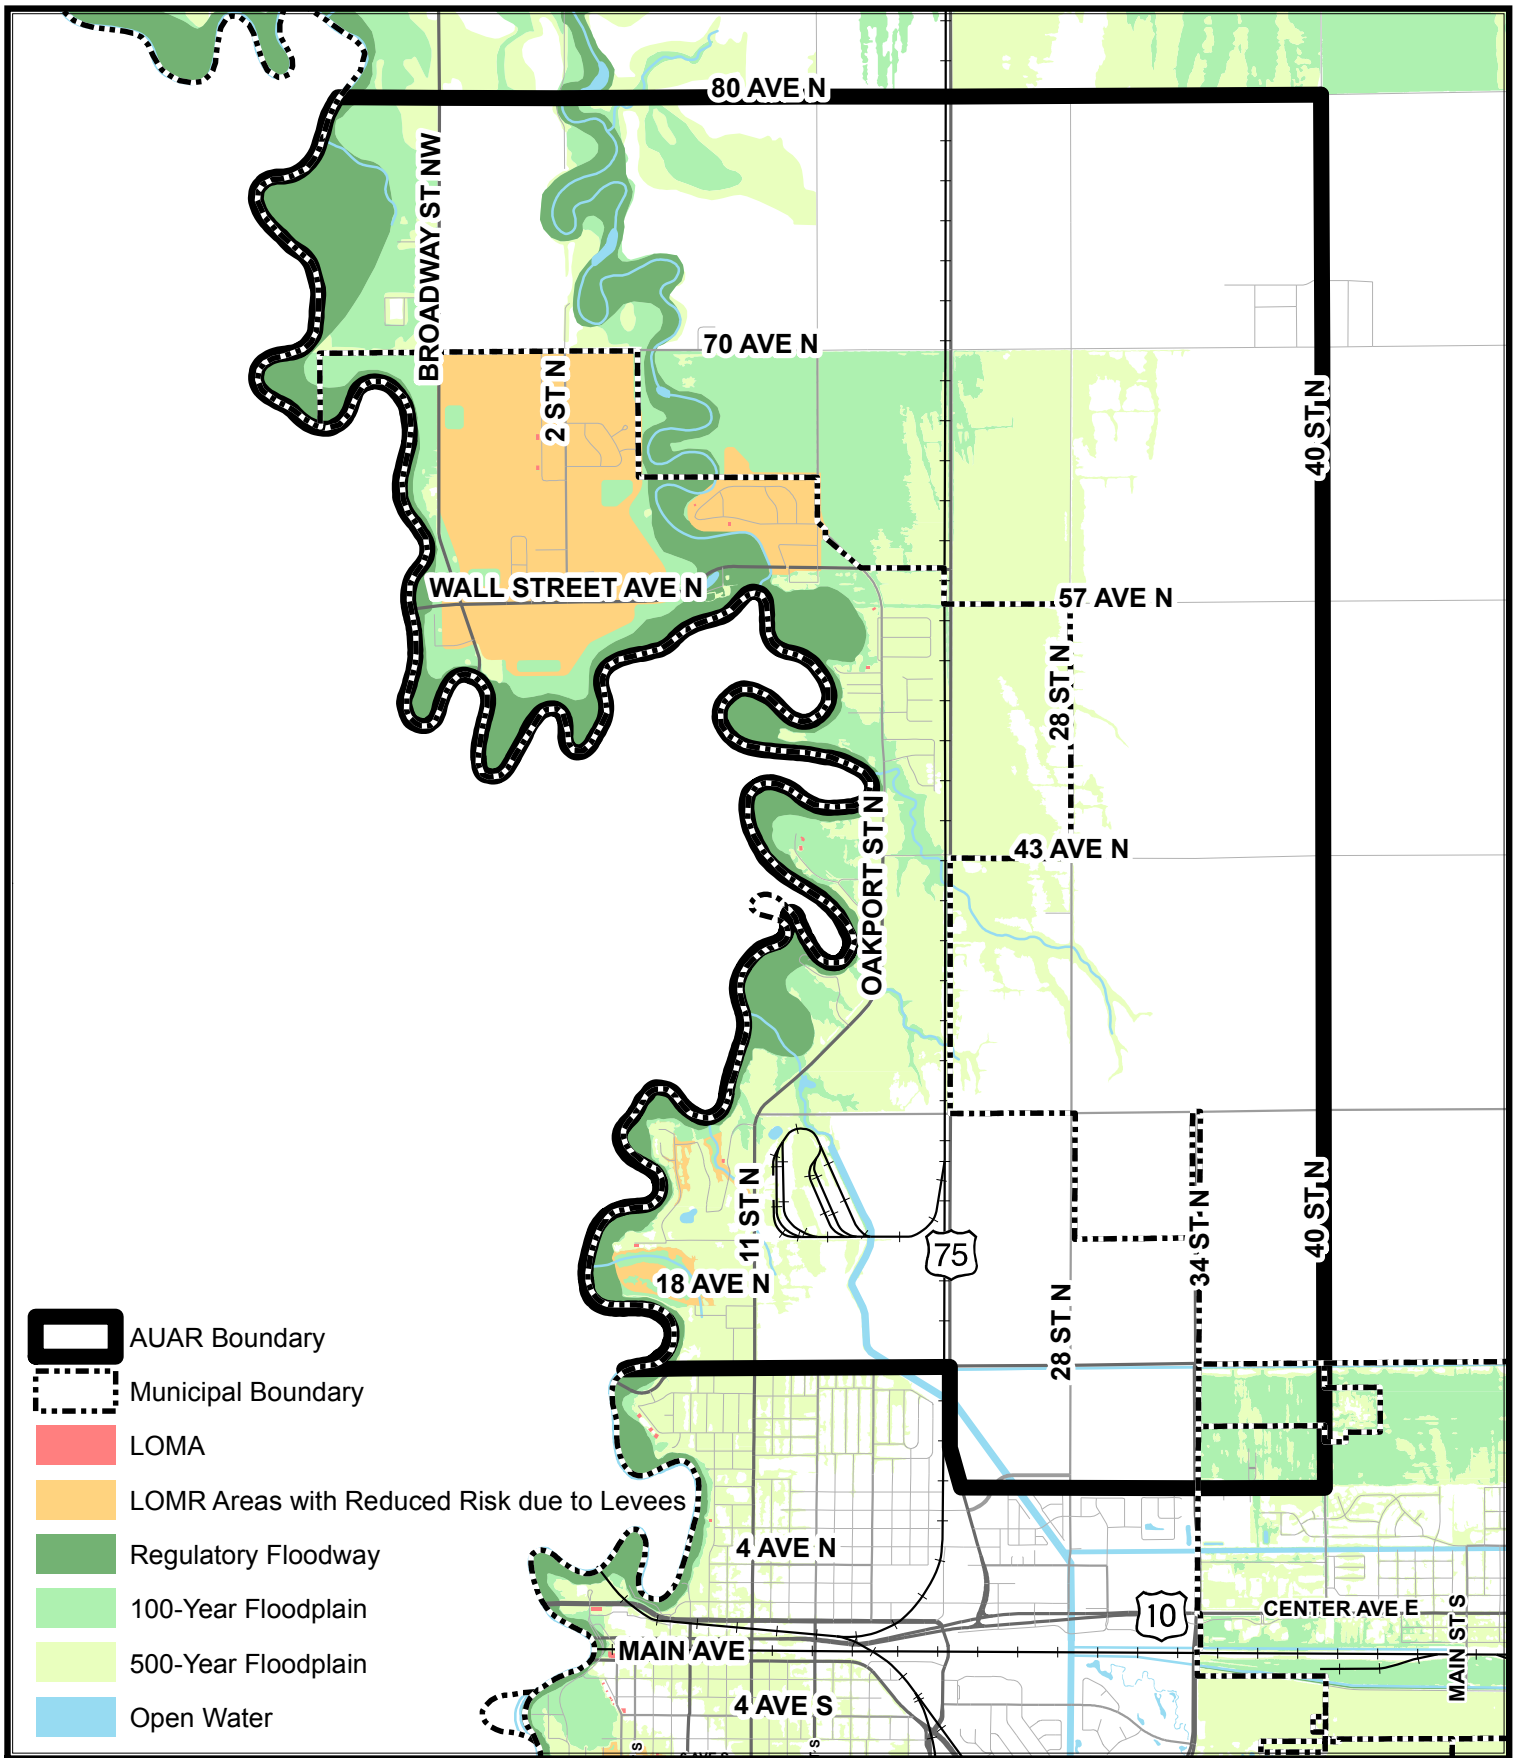 80 AVE N
BROADWAY ST NW
70 AVE N
2 ST N
40 ST N
WALL STREET AVE N
57 AVE N
28 ST N
43 AVE N
OAKPORT ST N
11 ST N
34 ST N
40 ST N
75
18 AVE N
28 ST N
AUAR Boundary
Municipal Boundary
LOMA
LOMR Areas with Reduced Risk due to Levees
Regulatory Floodway
100-Year Floodplain
500-Year Floodplain
Open Water
4 AVE N
10
CENTER AVE E
MAIN AVE
MAIN ST S
4 AVE S
S
S